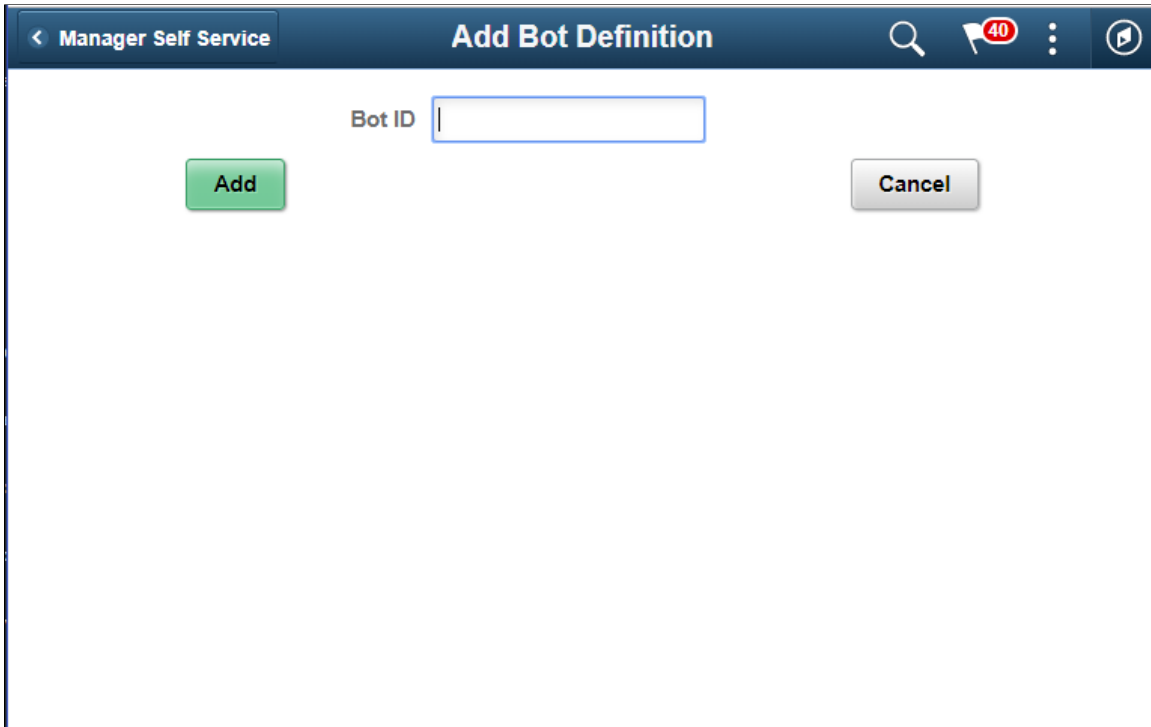 Manager Self Service
Add Bot Definition
40
Bot ID
Add
Cancel